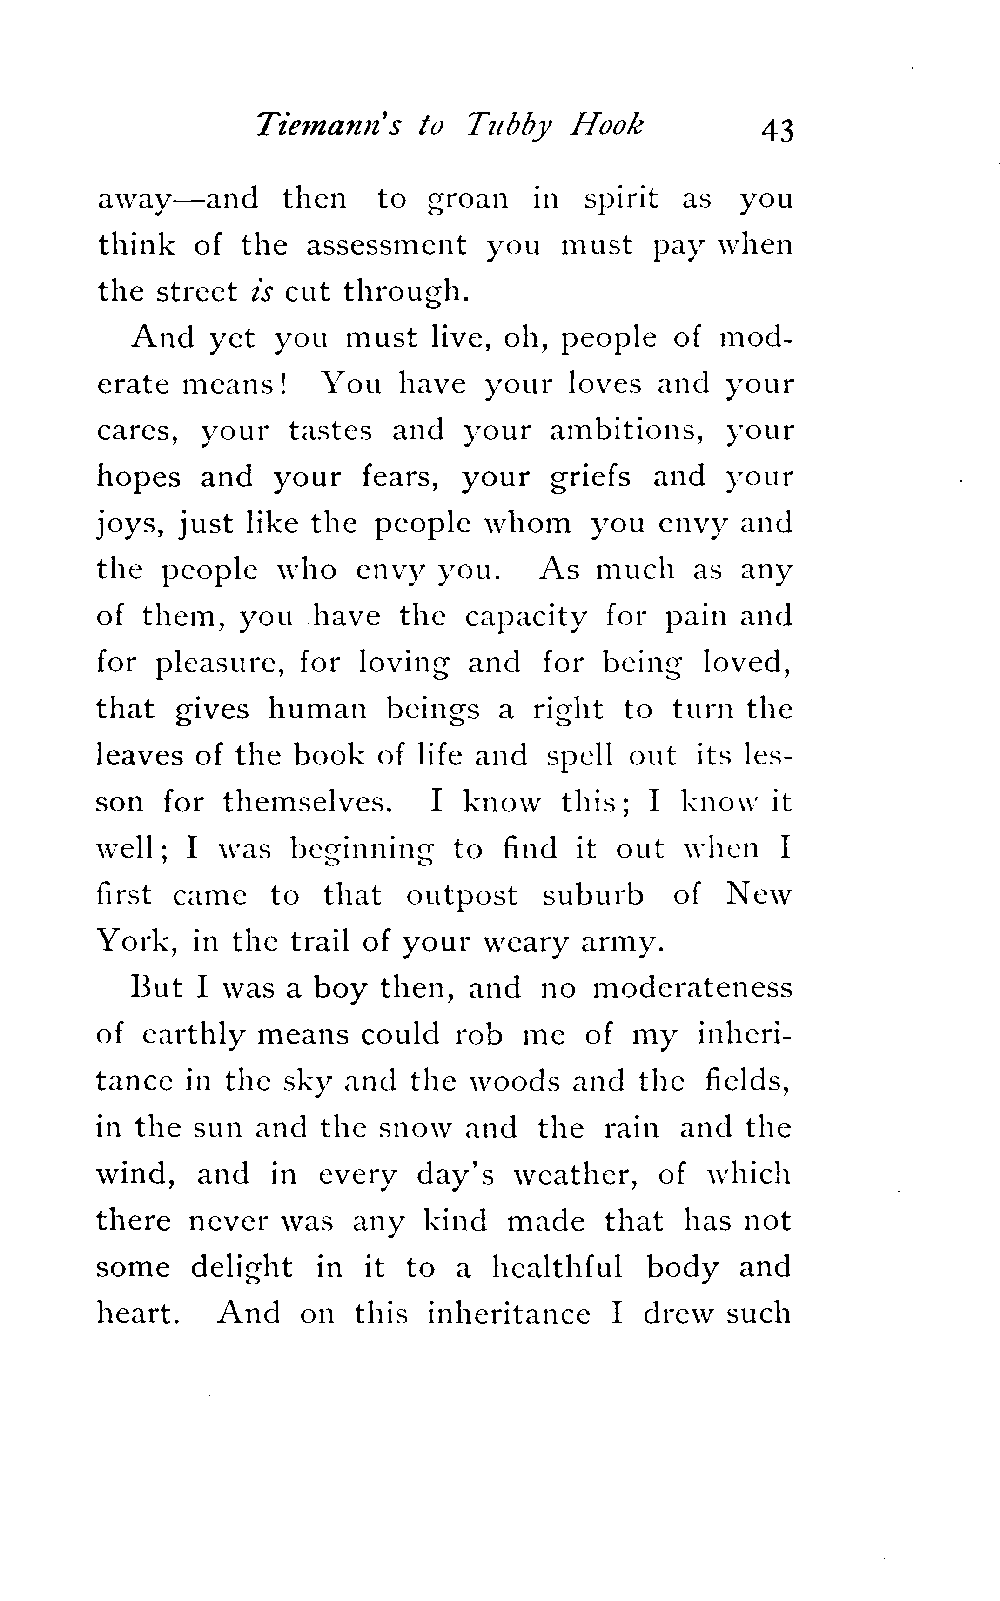 Tiemann's to Tubby Hook 43
away—and then to groan in spirit as you
think of the assessment you must pay when
the street is cut through.
And yet you must live, oh, people of mod-
erate means! You have your loves and your
cares, your tastes and your ambitions, your
hopes and your fears, your griefs and your
joys, just like the people whom you envy and
the people who envy you. As much as any
of them, you have the capacity for pain and
for pleasure, for loving and for being loved,
that gives human beings a right to turn the
leaves of the book of life and spell out its les-
son for themselves. I know this; I know it
well; I was beginning to find it out when I
first came to that outpost suburb of New
York, in the trail of your weary army.
But I was a boy then, and no moderateness
of earthly means could rob me of my inheri-
tance in the sky and the woods and the fields,
in the sun and the snow and the rain and the
wind, and in every day's weather, of which
there never was any kind made that has not
some delight in it to a healthful body and
heart. And on this inheritance I drew such